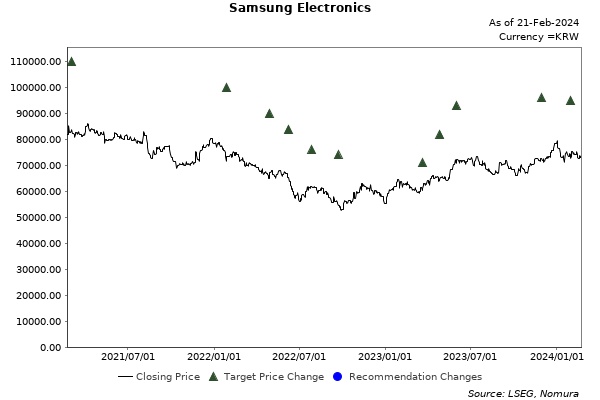 Samsung Electronics
As of 21-Feb-2024
Currency =KRW
110000.00
100000.00
90000.00
80000.00
70000.00
60000.00
50000.00
40000.00
30000.00
20000.00
10000.00
0.00
2021/07/01 2022/01/01 2022/07/01 2023/01/01 2023/07/01 2024/01/01
Closing Price Target Price Change Recommendation Changes
Source: LSEG, Nomura